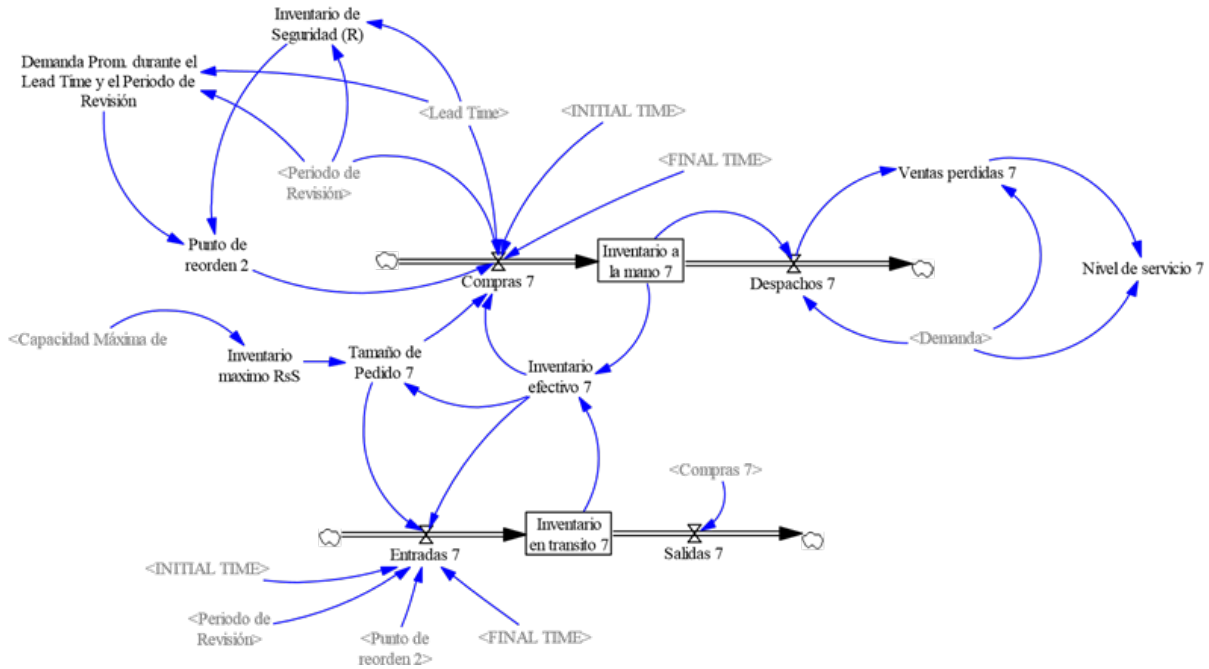 Inventario de
Seguridad (R)
Demanda Prom. durante el
Lead Time y el Periodo de
Revisión
<Lead Time>
<INITIAL TIME>
<Periodo de
Revisión>
<FINAL TIME>
Ventas perdidas 7
Punto de
reorden 2
Compras 7
Inventario a
la mano 7
Despachos 7
Nivel de servicio 7
<Capacidad Máxima de
Inventario
maximo RsS
Tamaño de
Pedido 7
Inventario
efectivo 7
<Demanda>
<Compras 7>
Entradas 7
Inventario
en transito 7
Salidas 7
<INITIAL TIME>
<Periodo de
Revisión>
<Punto de
reorden 2>
<FINAL TIME>